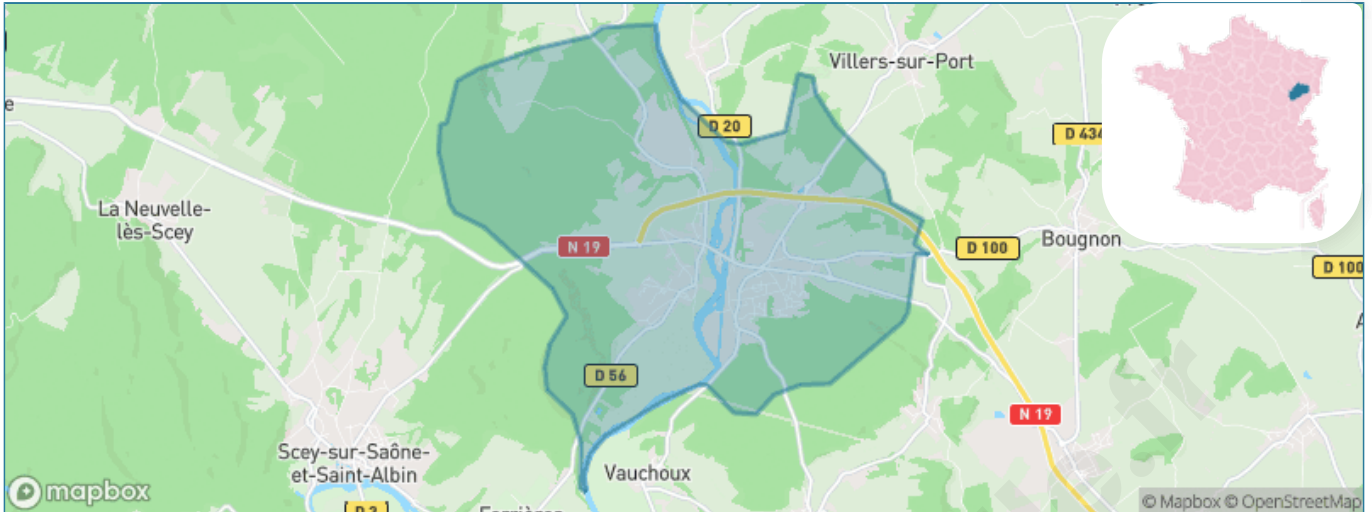 Villers-sur-Port
D 20
D 434
e
La Neuvelle-
lès-Scey
N 19
D 100
Bougnon
D 100
D 56
N 19
Scey-sur-Saône-
et-Saint-Albin
Vauchoux
mapbox
© Mapbox © OpenStreetMap